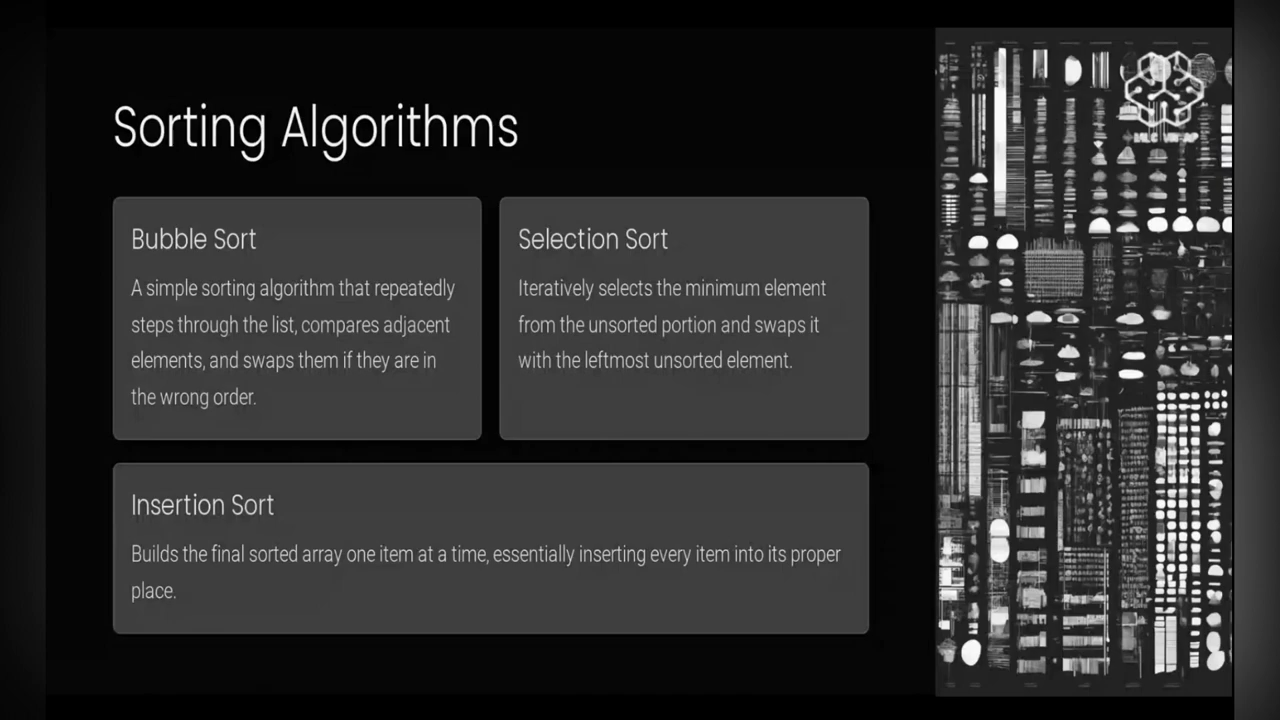 Sorting Algorithms
Bubble Sort
A simple sorting algorithm that repeatedly
steps through the list, compares adjacent
elements, and swaps them if they are in
the wrong order.
Selection Sort
Iteratively selects the minimum element
from the unsorted portion and swaps it
with the leftmost unsorted element.
Insertion Sort
Builds the final sorted array one item at a time, essentially inserting every item into its proper
place.